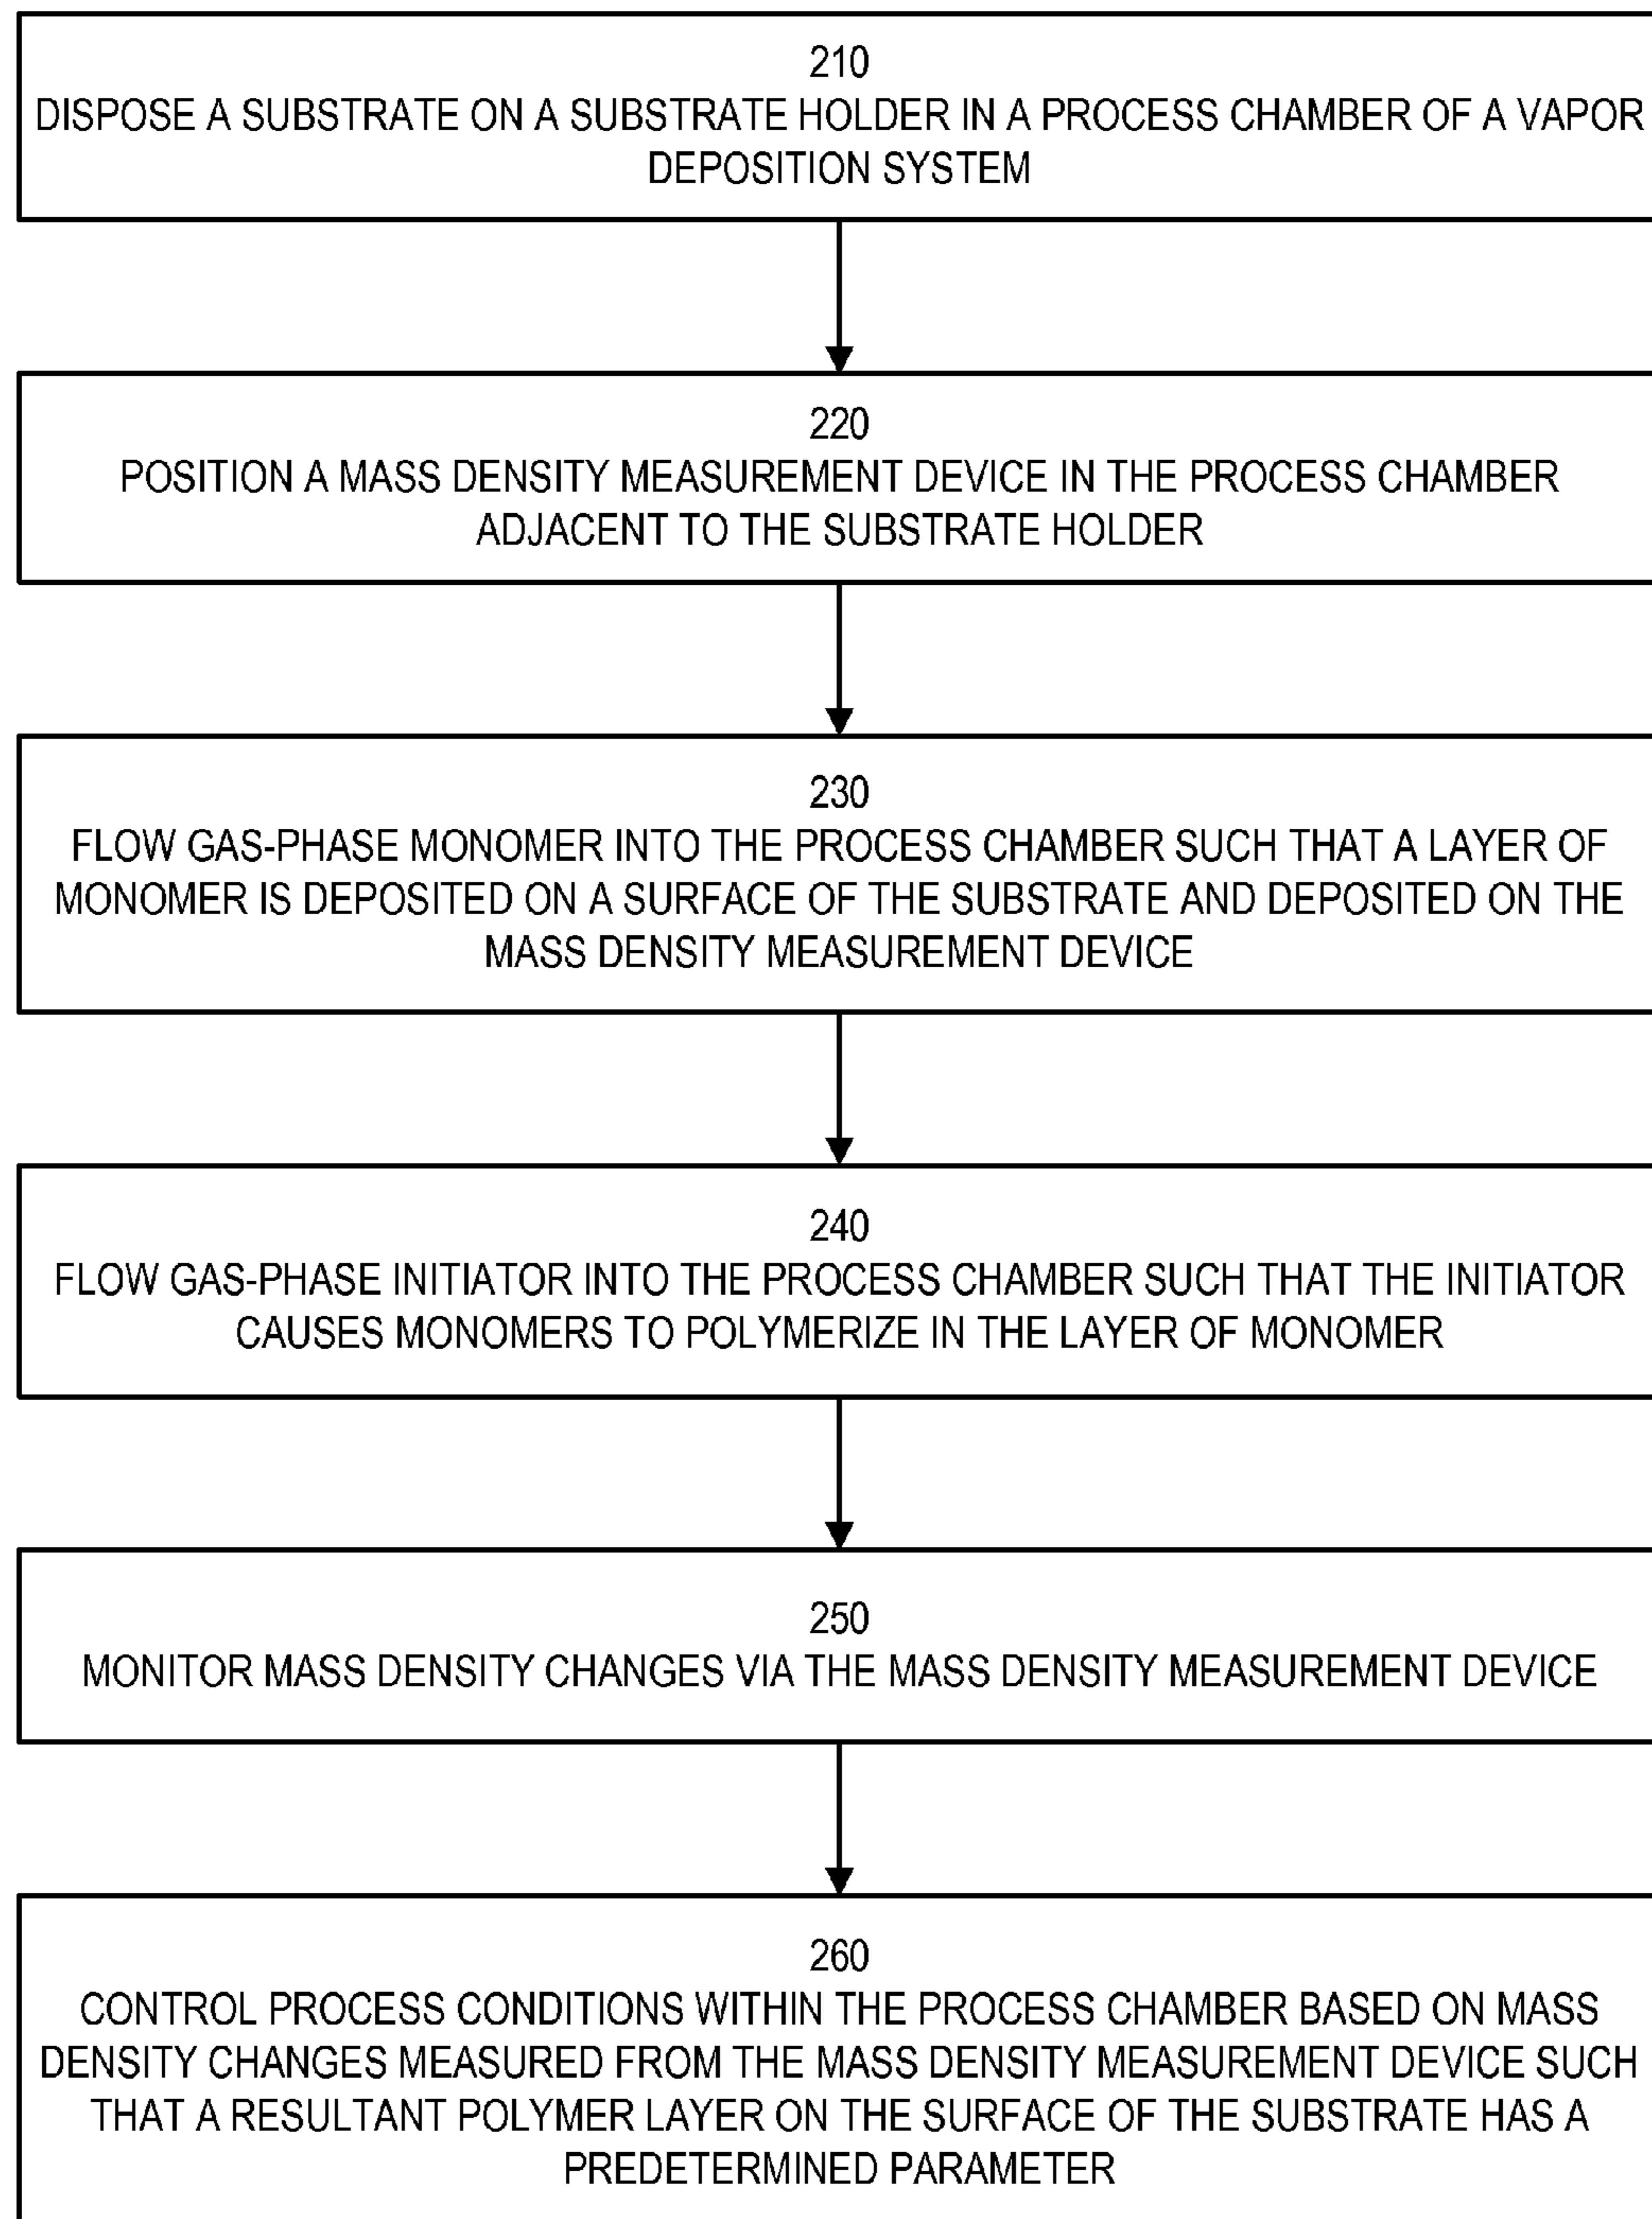 210
DISPOSE A SUBSTRATE ON A SUBSTRATE HOLDER IN A PROCESS CHAMBER OF A VAPOR
DEPOSITION SYSTEM
220
POSITION A MASS DENSITY MEASUREMENT DEVICE IN THE PROCESS CHAMBER
ADJACENT TO THE SUBSTRATE HOLDER
230
FLOW GAS-PHASE MONOMER INTO THE PROCESS CHAMBER SUCH THAT A LAYER OF
MONOMER IS DEPOSITED ON A SURFACE OF THE SUBSTRATE AND DEPOSITED ON THE
MASS DENSITY MEASUREMENT DEVICE
240
FLOW GAS-PHASE INITIATOR INTO THE PROCESS CHAMBER SUCH THAT THE INITIATOR
CAUSES MONOMERS TO POLYMERIZE IN THE LAYER OF MONOMER
250
MONITOR MASS DENSITY CHANGES VIA THE MASS DENSITY MEASUREMENT DEVICE
260
CONTROL PROCESS CONDITIONS WITHIN THE PROCESS CHAMBER BASED ON MASS
DENSITY CHANGES MEASURED FROM THE MASS DENSITY MEASUREMENT DEVICE SUCH
THAT A RESULTANT POLYMER LAYER ON THE SURFACE OF THE SUBSTRATE HAS A
PREDETERMINED PARAMETER